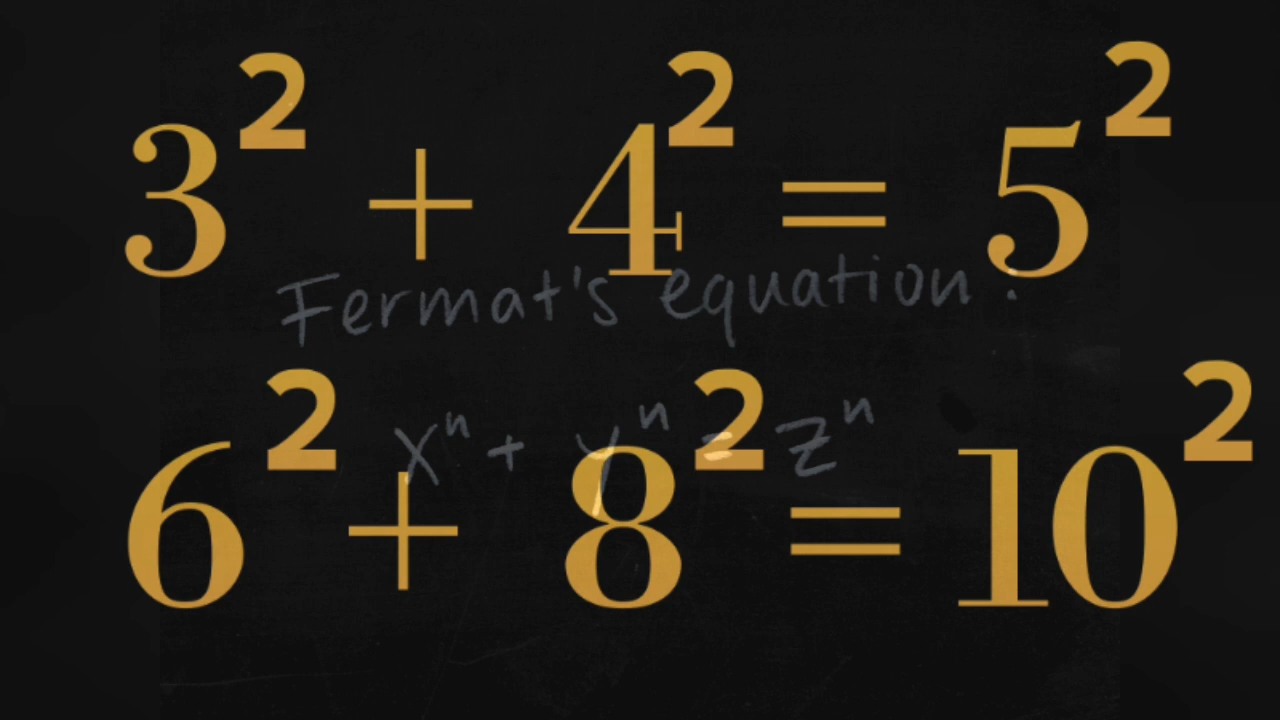 3² + 4² = 5²
Fermat's equation:
xⁿ + yⁿ = zⁿ
6² + 8² = 10²